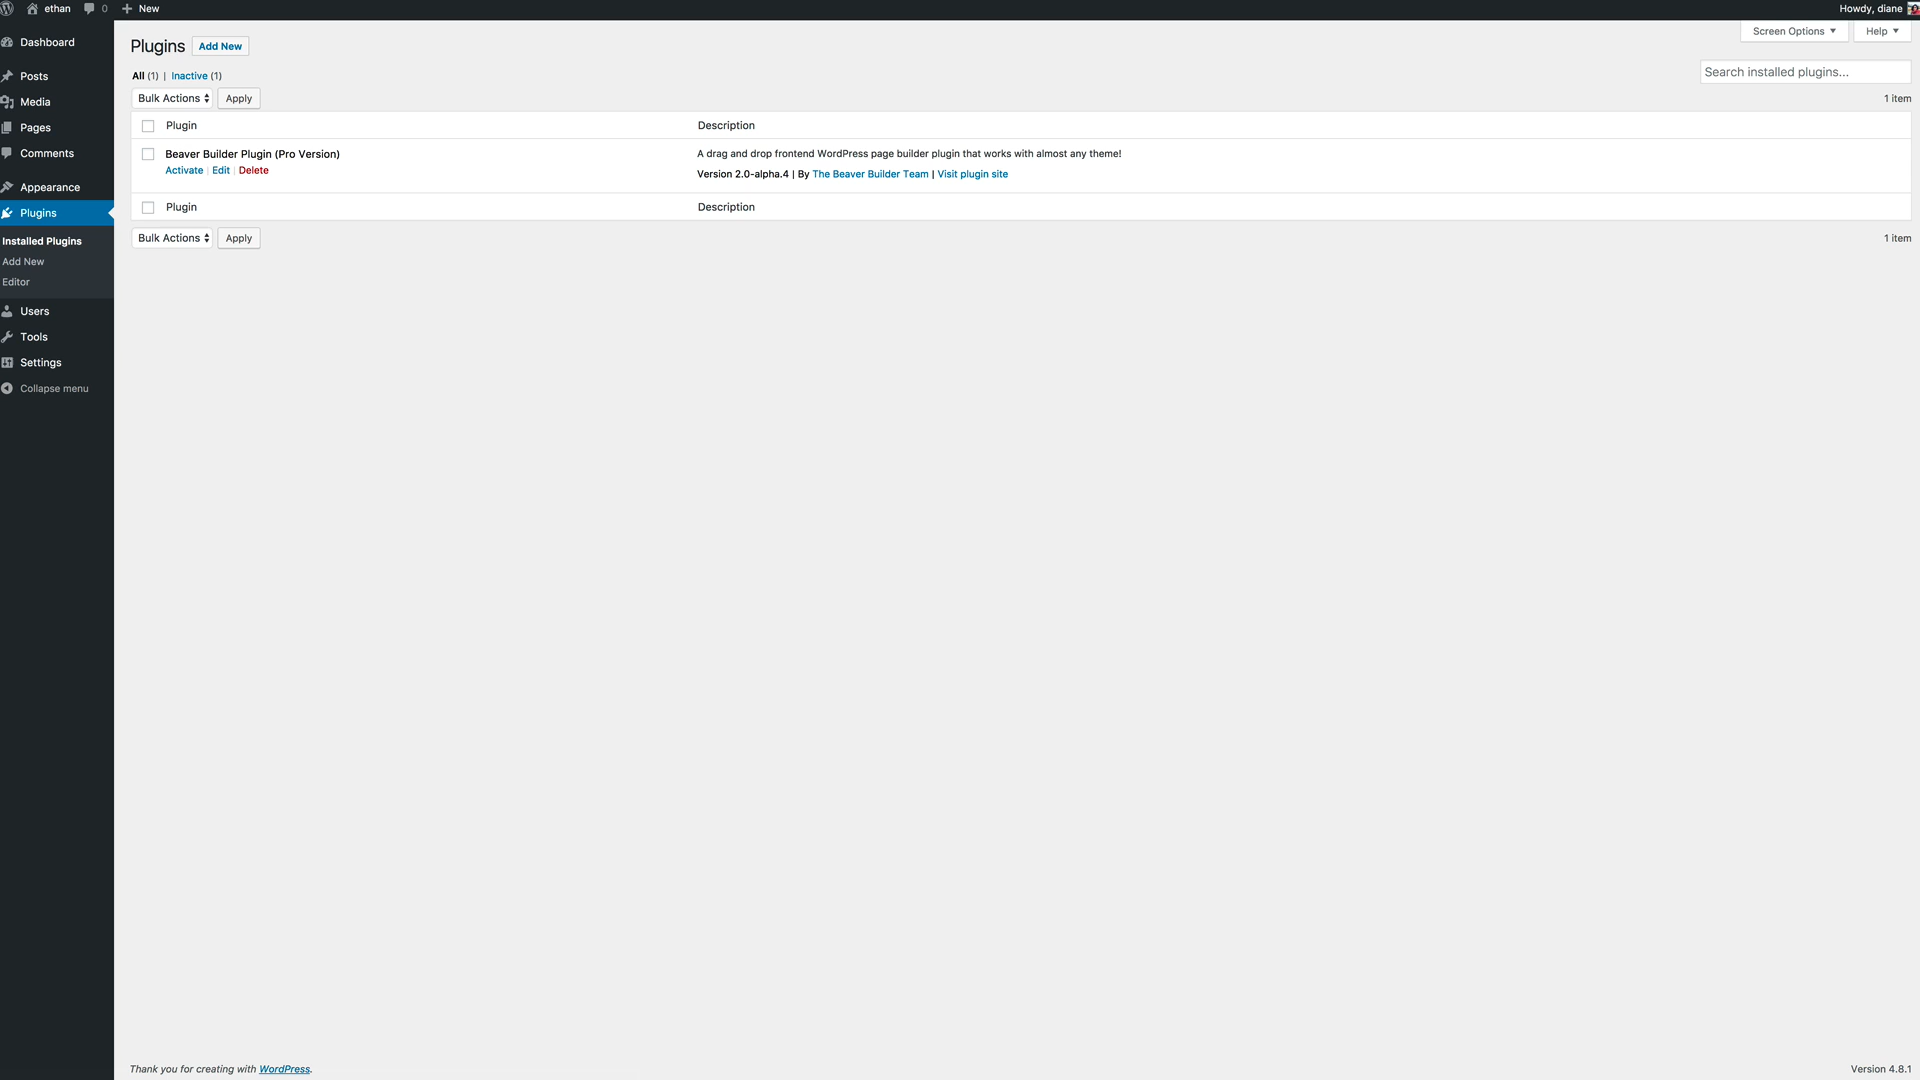 ethan 0 New Howdy, diane
Dashboard
Posts
Media
Pages
Comments
Appearance
Plugins
Installed Plugins
Add New
Editor
Users
Tools
Settings
Collapse menu
Screen Options Help
Plugins Add New
All (1) | Inactive (1)
Search installed plugins...
Bulk Actions Apply 1 item
Plugin Description
Beaver Builder Plugin (Pro Version) A drag and drop frontend WordPress page builder plugin that works with almost any theme!
Activate | Edit | Delete Version 2.0-alpha.4 | By The Beaver Builder Team | Visit plugin site
Plugin Description
Bulk Actions Apply 1 item
Thank you for creating with WordPress. Version 4.8.1